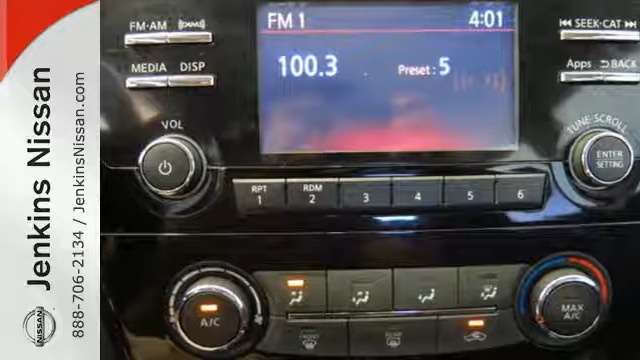 Jenkins Nissan
888-706-2134 / JenkinsNissan.com
NISSAN
FM·AM
MEDIA DISP
VOL
FM 1 4:01
100.3 Preset : 5
SEEK·CAT
Apps BACK
TUNE·SCROLL
ENTER
SETTING
RPT RDM
1 2 3 4 5 6
A/C
FRONT REAR
MAX
A/C